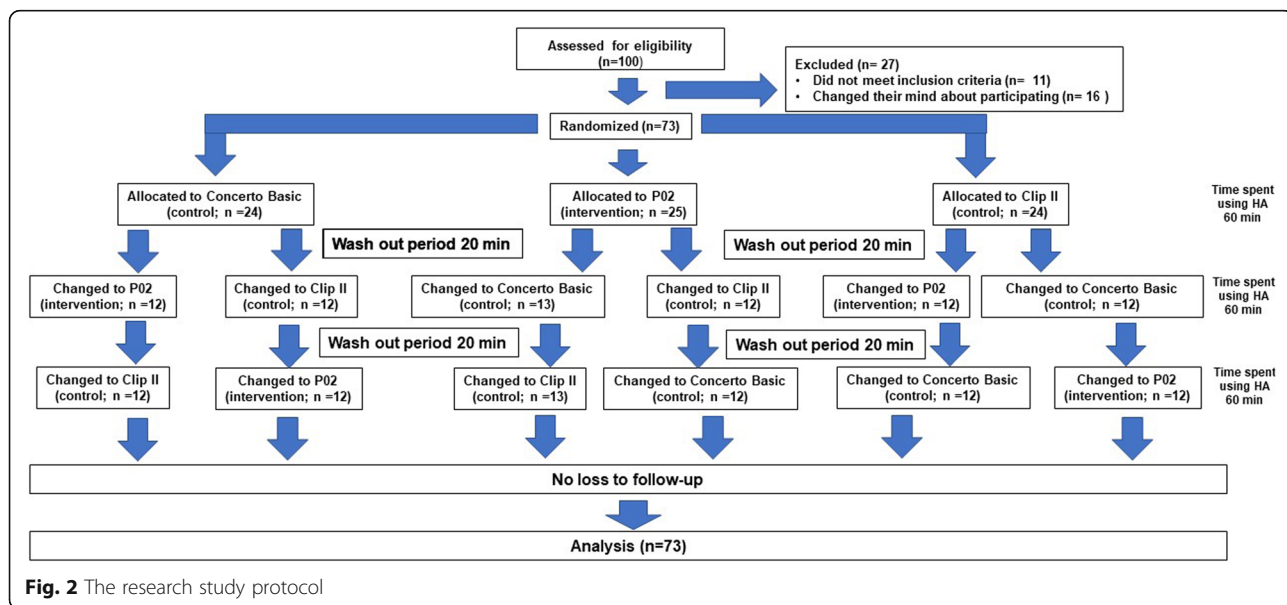 Assessed for eligibility
(n=100)
Excluded (n= 27)
• Did not meet inclusion criteria (n= 11)
• Changed their mind about participating (n= 16 )
Randomized (n=73)
Allocated to Concerto Basic
(control; n =24)
Allocated to P02
(intervention; n =25)
Allocated to Clip II
(control; n =24)
Time spent
using HA
60 min
Wash out period 20 min
Wash out period 20 min
Changed to P02
(intervention; n =12)
Changed to Clip II
(control; n =12)
Changed to Concerto Basic
(control; n =13)
Changed to Clip II
(control; n =12)
Changed to P02
(intervention; n =12)
Changed to Concerto Basic
(control; n =12)
Time spent
using HA
60 min
Wash out period 20 min
Wash out period 20 min
Changed to Clip II
(control; n =12)
Changed to P02
(intervention; n =12)
Changed to Clip II
(control; n =13)
Changed to Concerto Basic
(control; n =12)
Changed to Concerto Basic
(control; n =12)
Changed to P02
(intervention; n =12)
Time spent
using HA
60 min
No loss to follow-up
Analysis (n=73)
Fig. 2 The research study protocol